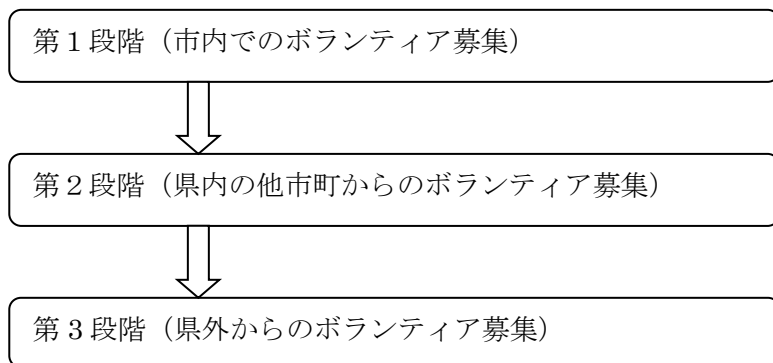 第１段階（市内でのボランティア募集）
第２段階（県内の他市町からのボランティア募集）
第３段階（県外からのボランティア募集）